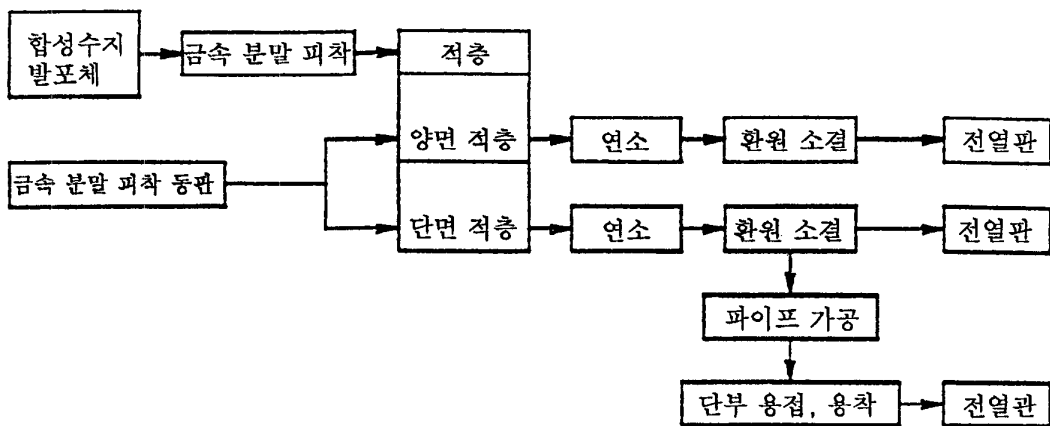 합성수지
발포체
금속 분말 피착
적층
양면 적층
연소
환원 소결
전열판
금속 분말 피착 동판
단면 적층
연소
환원 소결
전열판
파이프 가공
단부 용접, 용착
전열관